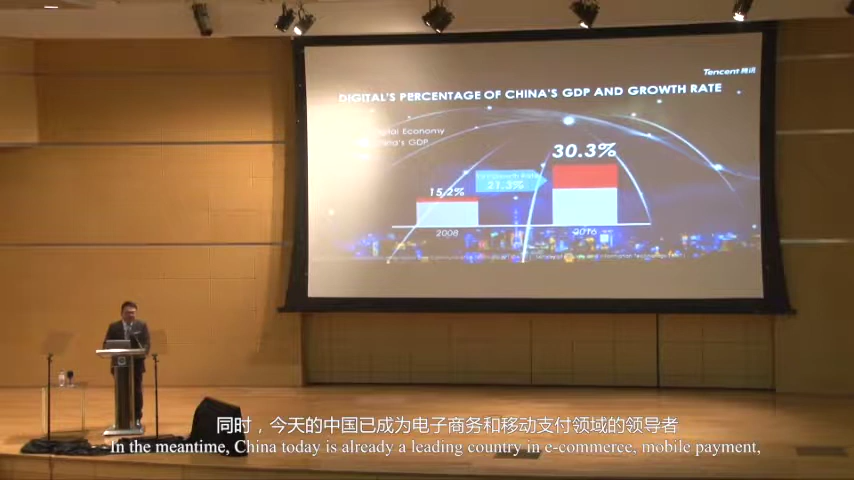 Tencent 腾讯
DIGITAL'S PERCENTAGE OF CHINA'S GDP AND GROWTH RATE
Economy
GDP
30.3%
15.2%
21.3%
2008
2016
同时，今天的中国已成为电子商务和移动支付领域的领导者
In the meantime, China today is already a leading country in e-commerce, mobile payment,